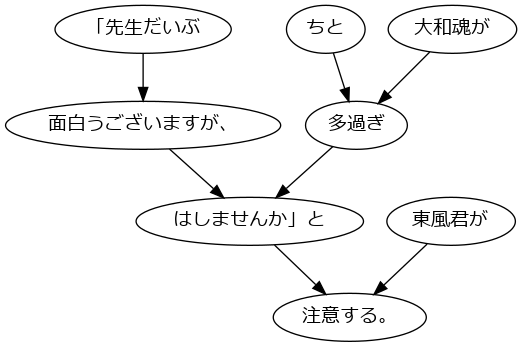 「先生だいぶ
ちと
大和魂が
面白うございますが、
多過ぎ
はしませんか」と
東風君が
注意する。